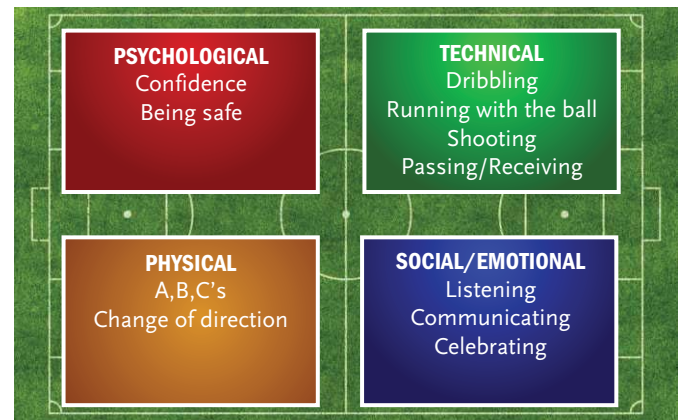 PSYCHOLOGICAL
Confidence
Being safe
TECHNICAL
Dribbling
Running with the ball
Shooting
Passing/Receiving
PHYSICAL
A,B,C's
Change of direction
SOCIAL/EMOTIONAL
Listening
Communicating
Celebrating